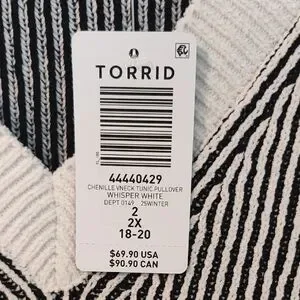 TORRID
44440429
CHENILLE VNECK TUNIC PULLOVER
WHISPER WHITE
DEPT 0149 25WINTER
2
2X
18-20
$69.90 USA
$90.90 CAN